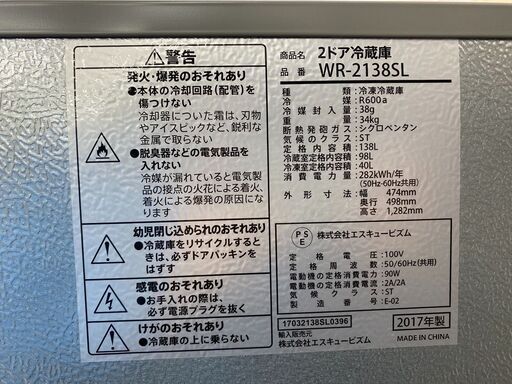 警告
発火・爆発のおそれあり
●本体の冷却回路(配管)を
傷つけない
冷却器についた霜は、刃物
やアイスピックなど、鋭利な
金属で取らない
●脱臭器などの電気製品を
入れない
冷媒が漏れていると電気製
品の接点の火花による着火、
着火による爆発の原因に
なります。
幼児閉じ込められのおそれあり
●冷蔵庫をリサイクルすると
きは、必ずドアパッキンを
はずす
感電のおそれあり
●お手入れの際は、
必ず電源プラグを抜く
けがのおそれあり
●冷蔵庫の上に乗らない
商品名 2ドア冷蔵庫
品番 WR-2138SL
種類:冷凍冷蔵庫
冷媒:R600a
冷媒封入量:38g
重量:34kg
断熱発砲ガス:シクロペンタン
気候のクラス:ST
定格内容積:138L
冷蔵室定格内容積:98L
冷凍室定格内容積:40L
消費電力量:282kWh/年
(50Hz-60Hz共用)
外形寸法:幅 474mm
奥行 498mm
高さ 1,282mm
PSE 株式会社エスキュービズム
定格電圧:100V
定格周波数:50/60Hz(共用)
電動機の定格消費電力:90W
電動機の定格消費電流:2A/2A
気候クラス:ST
製造番号:E-02
17032138SL0396
2017年製
輸入販売元
株式会社エスキュービズム
MADE IN CHINA